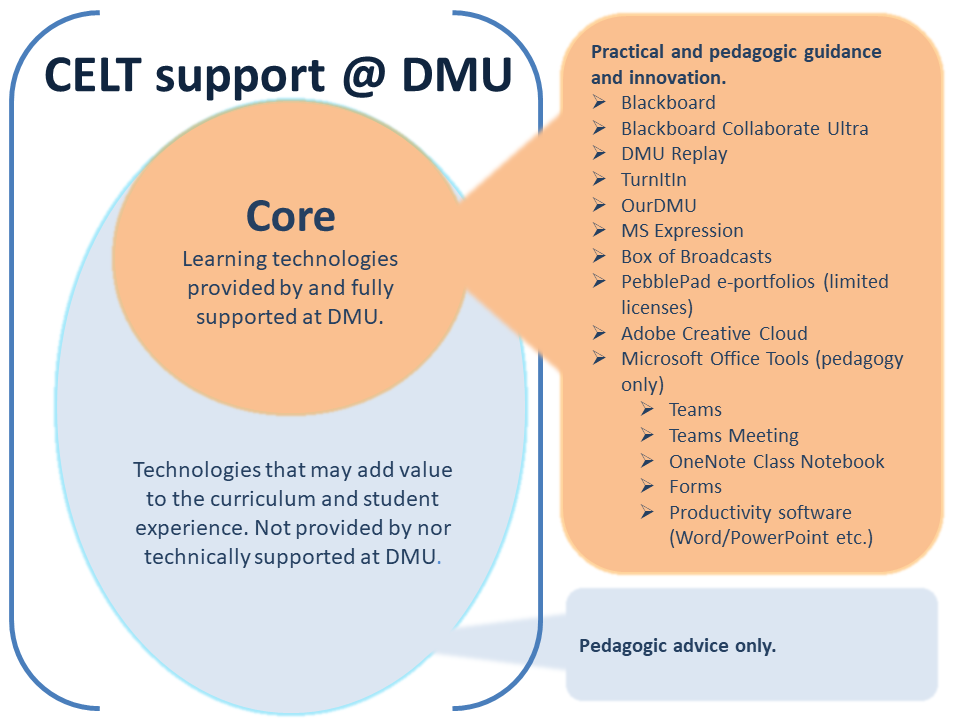 CELT support @ DMU
Core
Learning technologies
provided by and fully
supported at DMU.
Technologies that may add value
to the curriculum and student
experience. Not provided by nor
technically supported at DMU.
Practical and pedagogic guidance
and innovation.
Blackboard
Blackboard Collaborate Ultra
DMU Replay
TurnItIn
OurDMU
MS Expression
Box of Broadcasts
PebblePad e-portfolios (limited
licenses)
Adobe Creative Cloud
Microsoft Office Tools (pedagogy
only)
Teams
Teams Meeting
OneNote Class Notebook
Forms
Productivity software
(Word/PowerPoint etc.)
Pedagogic advice only.